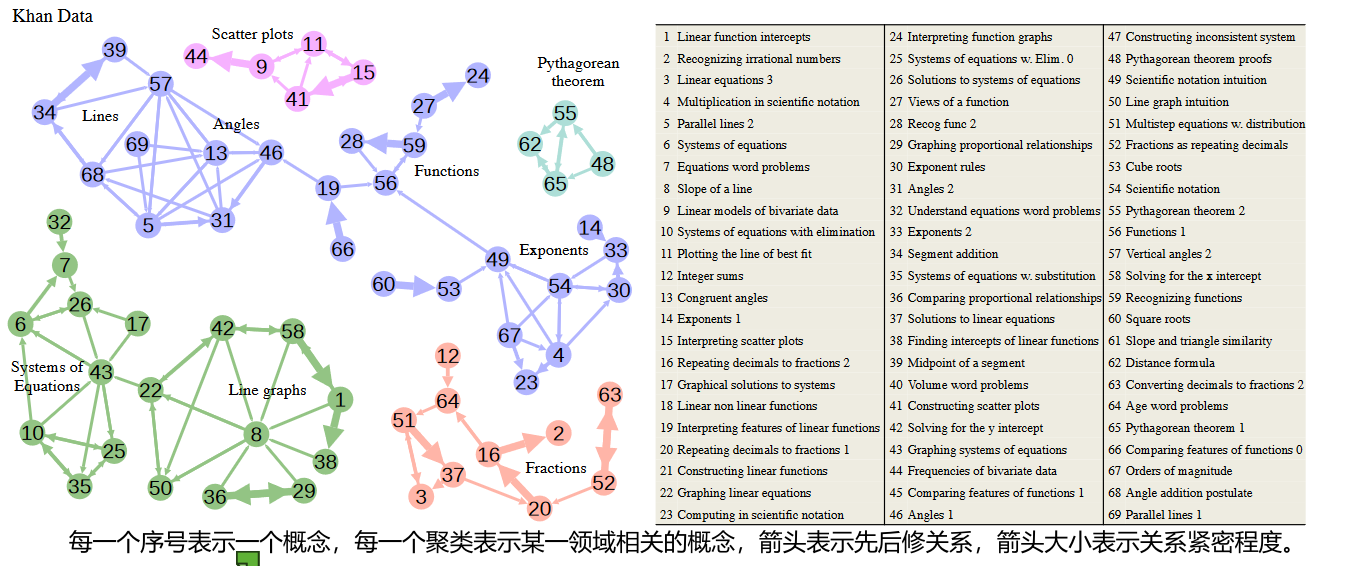 Khan Data
39
44
Scatter plots
11
9
15
41
57
34
Lines
Angles
69
13
46
68
5
31
24
27
28
59
Functions
19
56
66
Pythagorean
theorem
55
62
48
65
14
Exponents
33
49
60
53
54
30
67
4
23
32
7
26
6
17
Systems of
Equations
43
10
25
35
42
58
22
Line graphs
1
8
38
50
36
29
12
64
63
51
16
2
37
Fractions
3
52
20
1 Linear function intercepts
2 Recognizing irrational numbers
3 Linear equations 3
4 Multiplication in scientific notation
5 Parallel lines 2
6 Systems of equations
7 Equations word problems
8 Slope of a line
9 Linear models of bivariate data
10 Systems of equations with elimination
11 Plotting the line of best fit
12 Integer sums
13 Congruent angles
14 Exponents 1
15 Interpreting scatter plots
16 Repeating decimals to fractions 2
17 Graphical solutions to systems
18 Linear non linear functions
19 Interpreting features of linear functions
20 Repeating decimals to fractions 1
21 Constructing linear functions
22 Graphing linear equations
23 Computing in scientific notation
24 Interpreting function graphs
25 Systems of equations w. Elim. 0
26 Solutions to systems of equations
27 Views of a function
28 Recog func 2
29 Graphing proportional relationships
30 Exponent rules
31 Angles 2
32 Understand equations word problems
33 Exponents 2
34 Segment addition
35 Systems of equations w. substitution
36 Comparing proportional relationships
37 Solutions to linear equations
38 Finding intercepts of linear functions
39 Midpoint of a segment
40 Volume word problems
41 Constructing scatter plots
42 Solving for the y intercept
43 Graphing systems of equations
44 Frequencies of bivariate data
45 Comparing features of functions 1
46 Angles 1
47 Constructing inconsistent system
48 Pythagorean theorem proofs
49 Scientific notation intuition
50 Line graph intuition
51 Multistep equations w. distribution
52 Fractions as repeating decimals
53 Cube roots
54 Scientific notation
55 Pythagorean theorem 2
56 Functions 1
57 Vertical angles 2
58 Solving for the x intercept
59 Recognizing functions
60 Square roots
61 Slope and triangle similarity
62 Distance formula
63 Converting decimals to fractions 2
64 Age word problems
65 Pythagorean theorem 1
66 Comparing features of functions 0
67 Orders of magnitude
68 Angle addition postulate
69 Parallel lines 1
每一个序号表示一个概念，每一个聚类表示某一领域相关的概念，箭头表示先后修关系，箭头大小表示关系紧密程度。